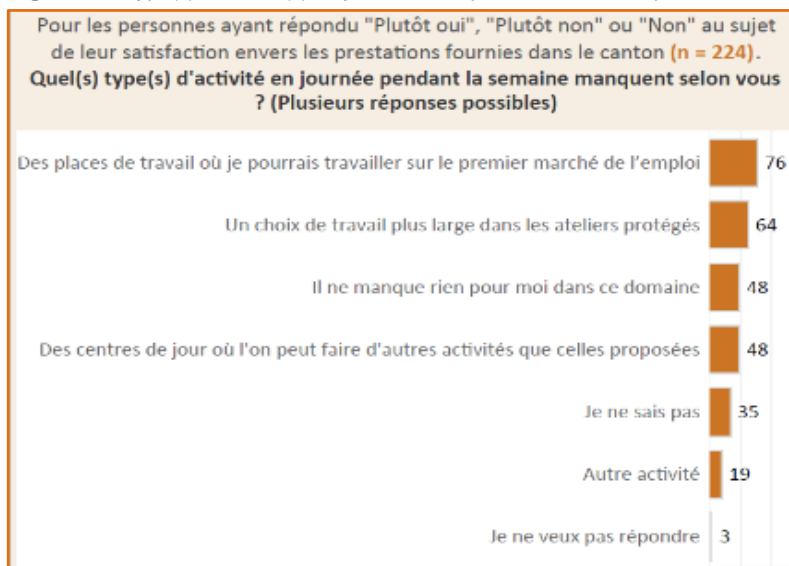 Pour les personnes ayant répondu "Plutôt oui", "Plutôt non" ou "Non" au sujet
de leur satisfaction envers les prestations fournies dans le canton (n = 224).
Quel(s) type(s) d'activité en journée pendant la semaine manquent selon vous
? (Plusieurs réponses possibles)
Des places de travail où je pourrais travailler sur le premier marché de l'emploi 76
Un choix de travail plus large dans les ateliers protégés 64
Il ne manque rien pour moi dans ce domaine 48
Des centres de jour où l'on peut faire d'autres activités que celles proposées 48
Je ne sais pas 35
Autre activité 19
Je ne veux pas répondre 3